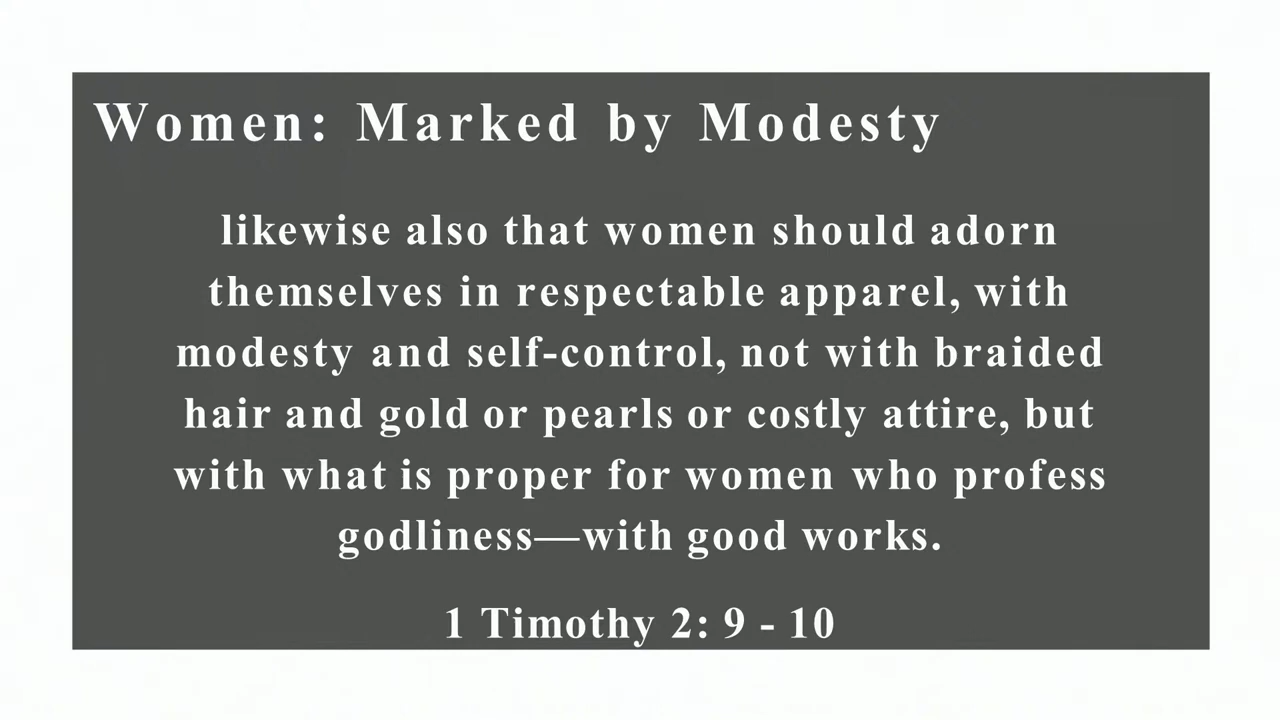 Women: Marked by Modesty
likewise also that women should adorn
themselves in respectable apparel, with
modesty and self-control, not with braided
hair and gold or pearls or costly attire, but
with what is proper for women who profess
godliness—with good works.
1 Timothy 2: 9 - 10